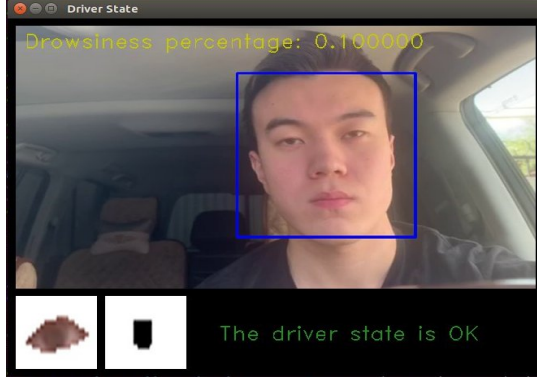 Driver State
Drowsiness percentage: 0.100000
The driver state is OK